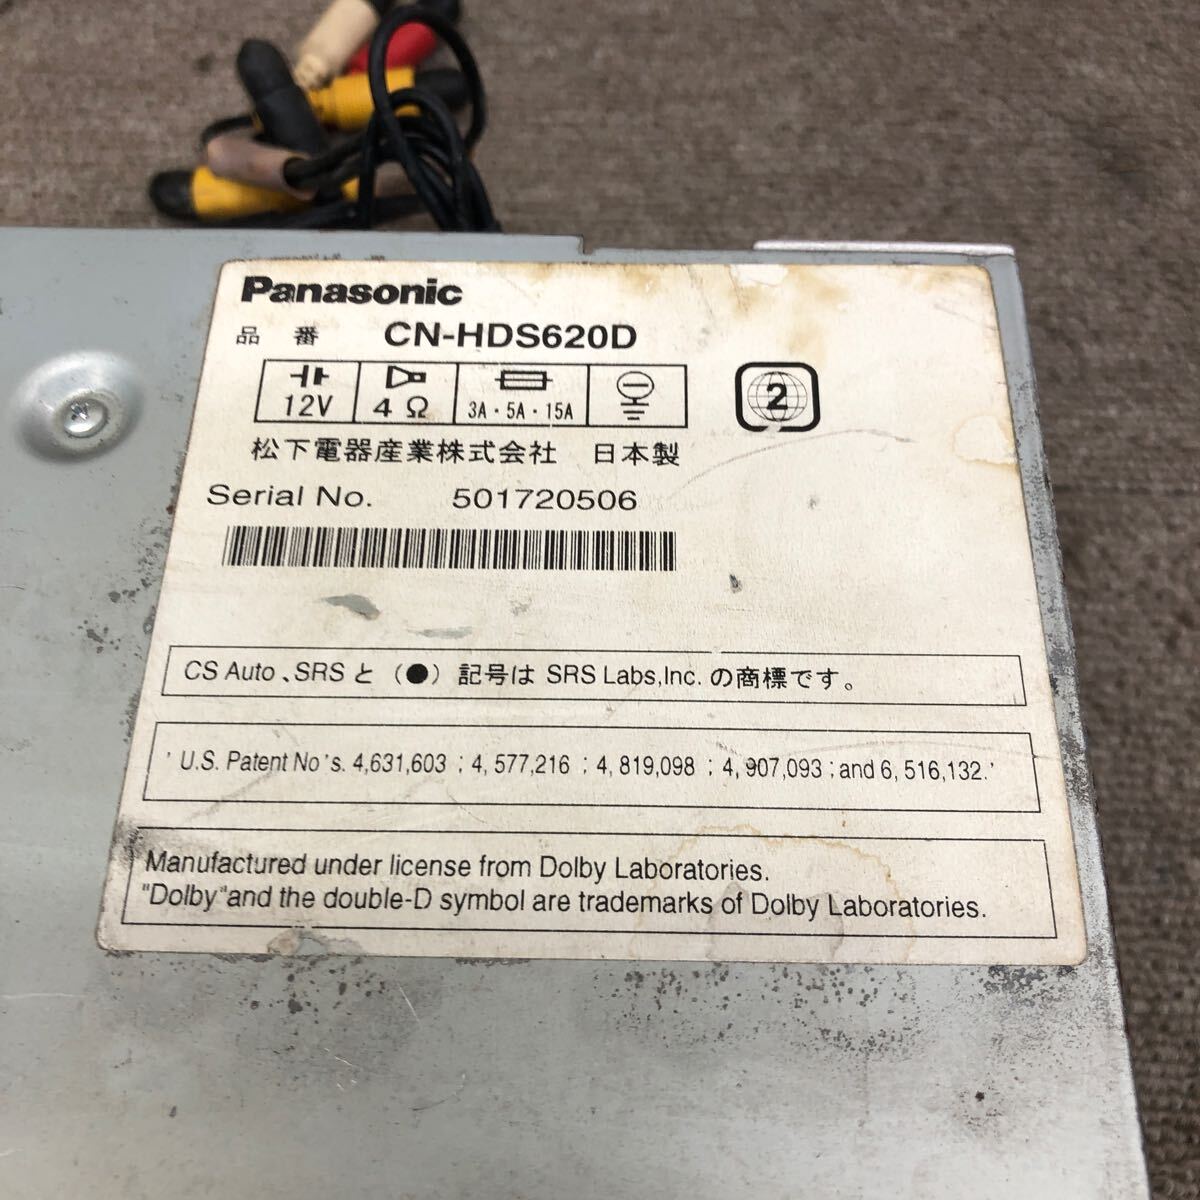 Panasonic
品 番 CN-HDS620D
12V 4Ω 3A・5A・15A
2
松下電器産業株式会社 日本製
Serial No. 501720506
CS Auto、SRS と (●) 記号は SRS Labs,Inc. の商標です。
'U.S. Patent No's. 4,631,603 ; 4,577,216 ; 4,819,098 ; 4,907,093 ; and 6,516,132.'
Manufactured under license from Dolby Laboratories.
"Dolby"and the double-D symbol are trademarks of Dolby Laboratories.